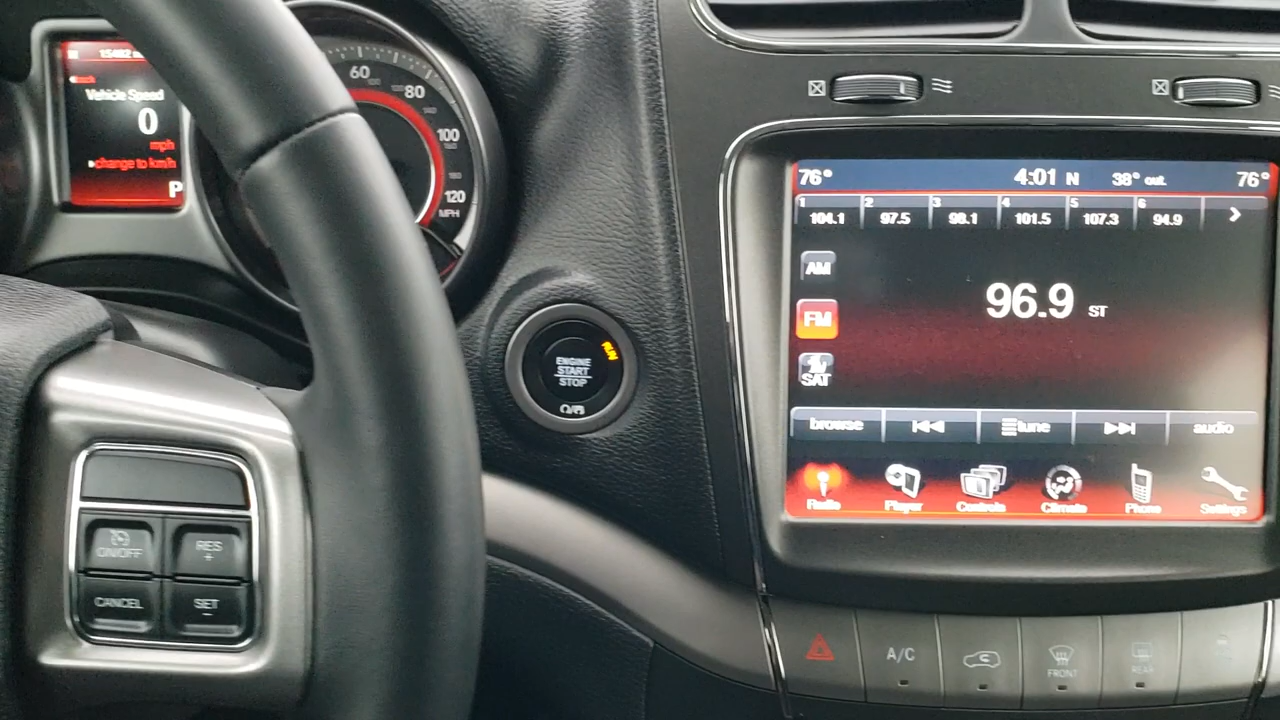 Vehicle Speed
0
mph
change to km/h
P
60
80
100
120
MPH
ENGINE
START
STOP
RUN
ON/OFF
RES
+
CANCEL
SET
-
76° 4:01 N 38° out. 76°
1 2 3 4 5 6
104.1 97.5 98.1 101.5 107.3 94.9
AM
FM
SAT
96.9 ST
browse tune audio
Radio Player Controls Climate Phone Settings
A/C
FRONT
REAR